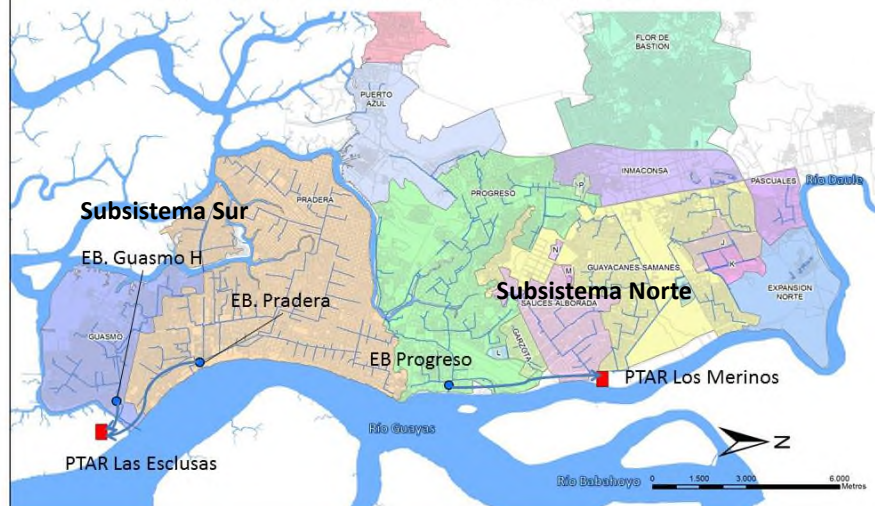 FLOR DE
BASTION
PUERTO
AZUL
INMACONSA
PASCUALES
PROGRESO
P
Río Daule
PRADERA
Subsistema Sur
EB. Guasmo H
N
J
K
M
GUAYACANES-SAMANES
Subsistema Norte
SAUCES-ALBORADA
EXPANSION
NORTE
EB. Pradera
GUASMO
GARZOTA
L
EB Progreso
PTAR Los Merinos
Río Guayas
N
PTAR Las Esclusas
Río Babahoyo
0 1.500 3.000 6.000
Metros